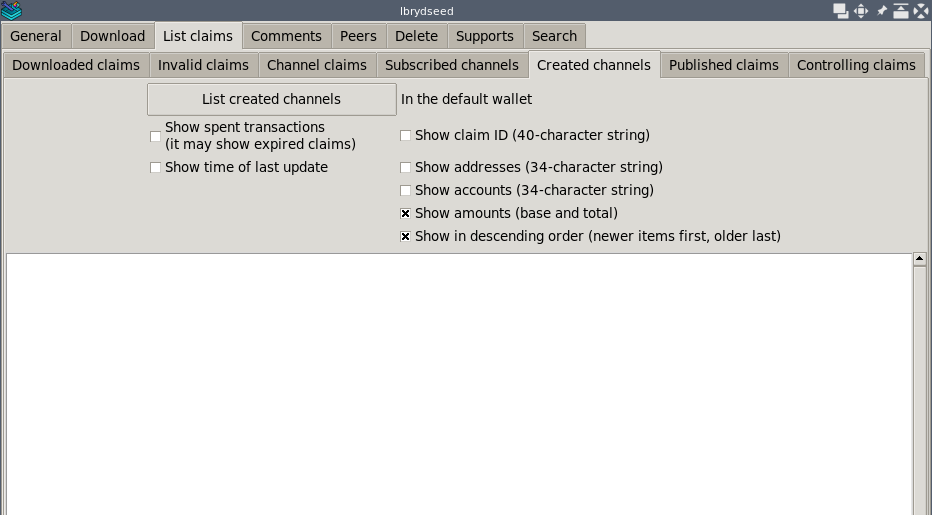 lbrydseed
General Download List claims Comments Peers Delete Supports Search
Downloaded claims Invalid claims Channel claims Subscribed channels Created channels Published claims Controlling claims
List created channels In the default wallet
Show spent transactions
(it may show expired claims)
Show claim ID (40-character string)
Show time of last update Show addresses (34-character string)
Show accounts (34-character string)
Show amounts (base and total)
Show in descending order (newer items first, older last)